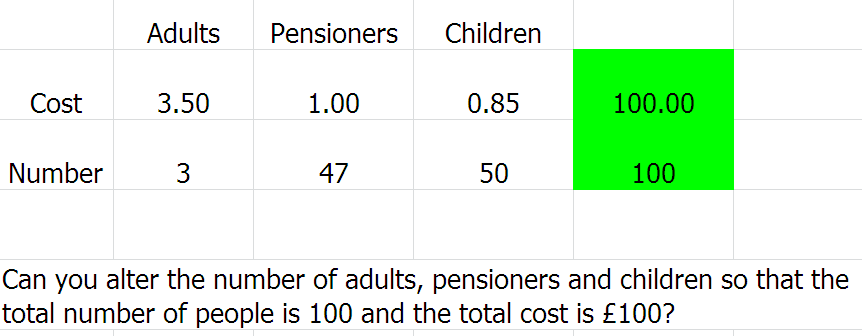 Adults Pensioners Children
Cost 3.50 1.00 0.85 100.00
Number 3 47 50 100
Can you alter the number of adults, pensioners and children so that the
total number of people is 100 and the total cost is £100?